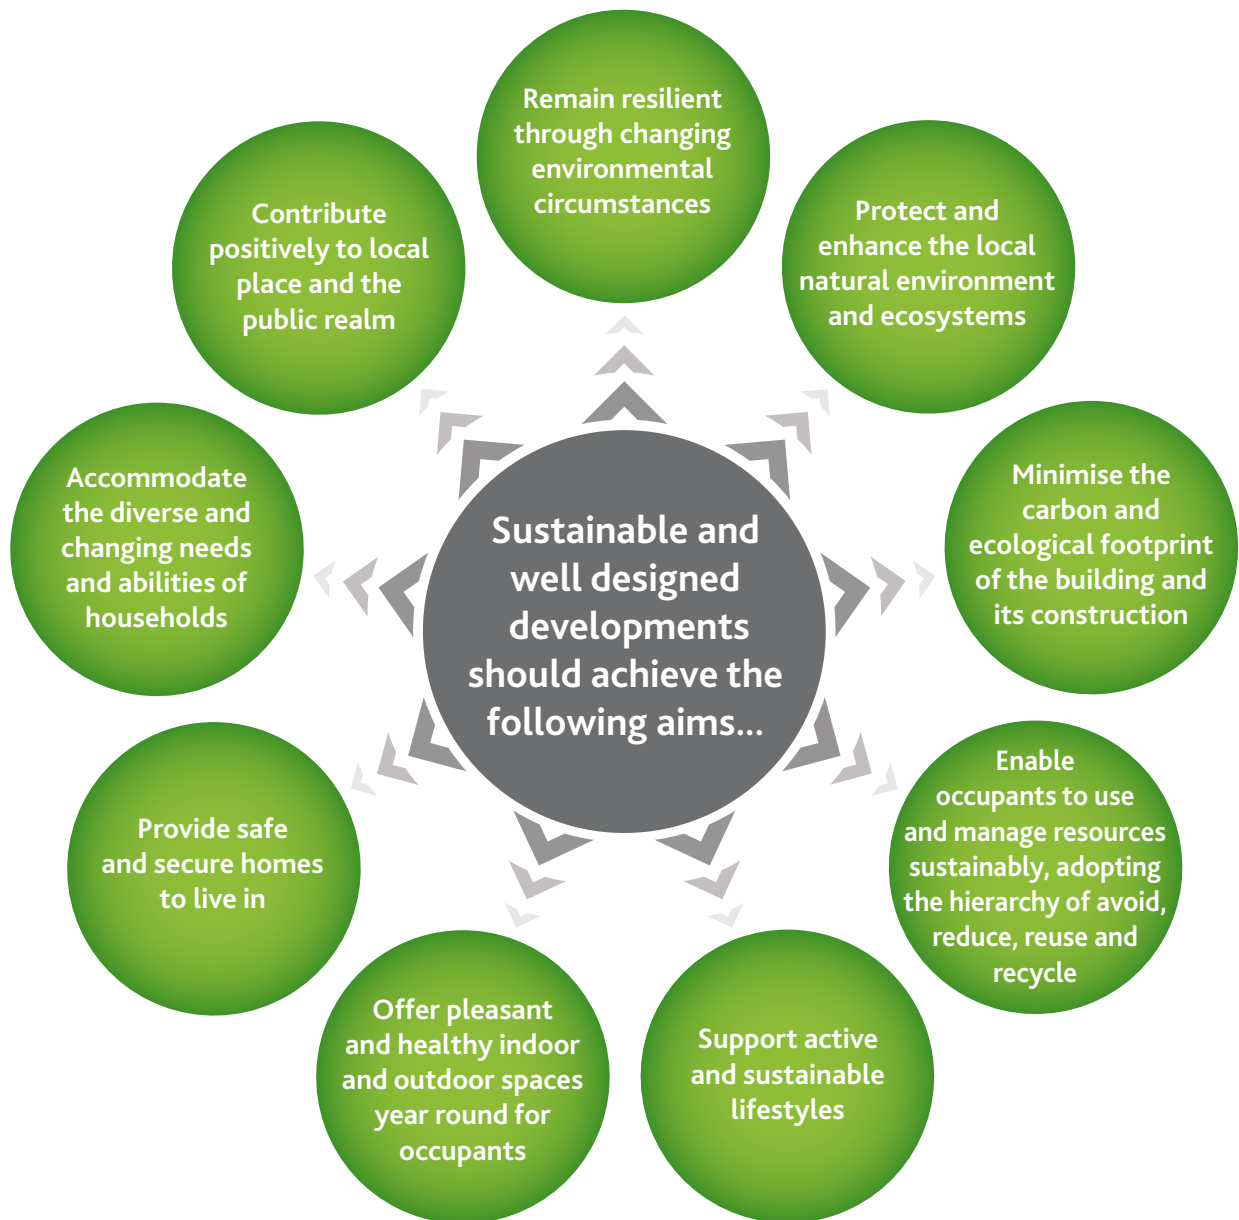 Sustainable and
well designed
developments
should achieve the
following aims...
Remain resilient
through changing
environmental
circumstances
Protect and
enhance the local
natural environment
and ecosystems
Minimise the
carbon and
ecological footprint
of the building and
its construction
Enable
occupants to use
and manage resources
sustainably, adopting
the hierarchy of avoid,
reduce, reuse and
recycle
Support active
and sustainable
lifestyles
Offer pleasant
and healthy indoor
and outdoor spaces
year round for
occupants
Provide safe
and secure homes
to live in
Accommodate
the diverse and
changing needs
and abilities of
households
Contribute
positively to local
place and the
public realm